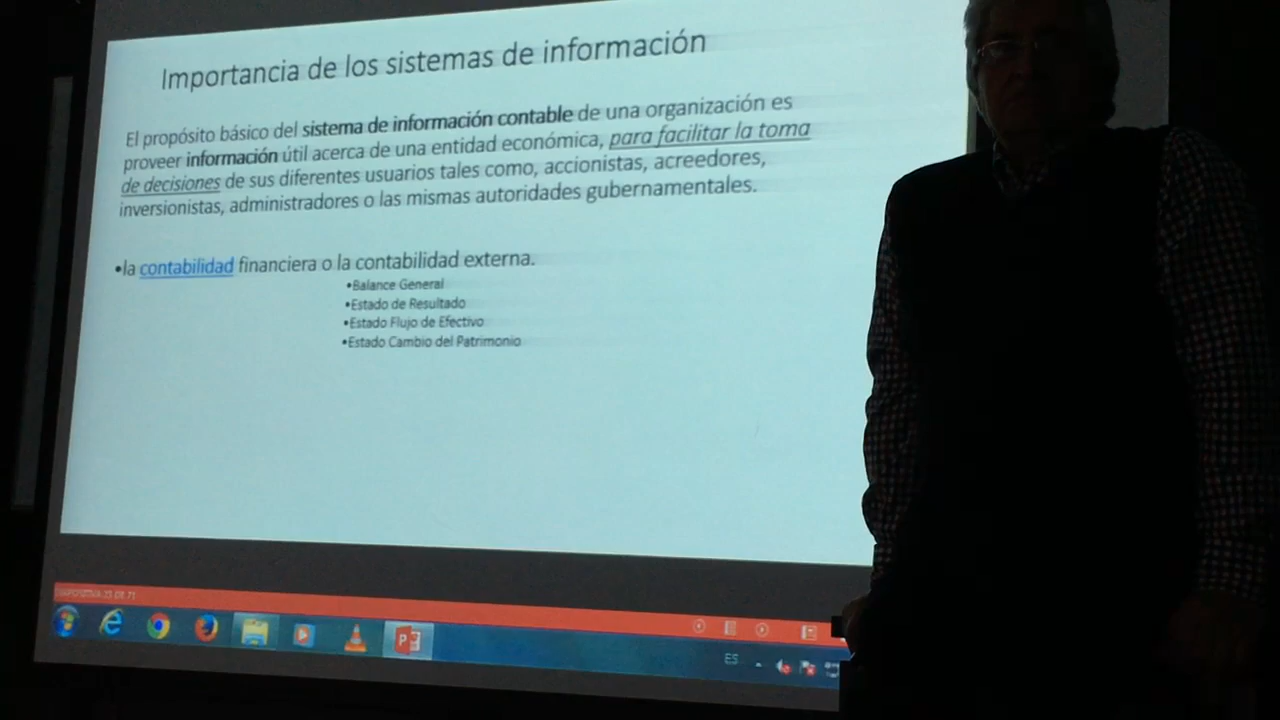 Importancia de los sistemas de información
El propósito básico del sistema de información contable de una organización es
proveer información útil acerca de una entidad económica, para facilitar la toma
de decisiones de sus diferentes usuarios tales como, accionistas, acreedores,
inversionistas, administradores o las mismas autoridades gubernamentales.
•la contabilidad financiera o la contabilidad externa.
•Balance General
•Estado de Resultado
•Estado Flujo de Efectivo
•Estado Cambio del Patrimonio
ES